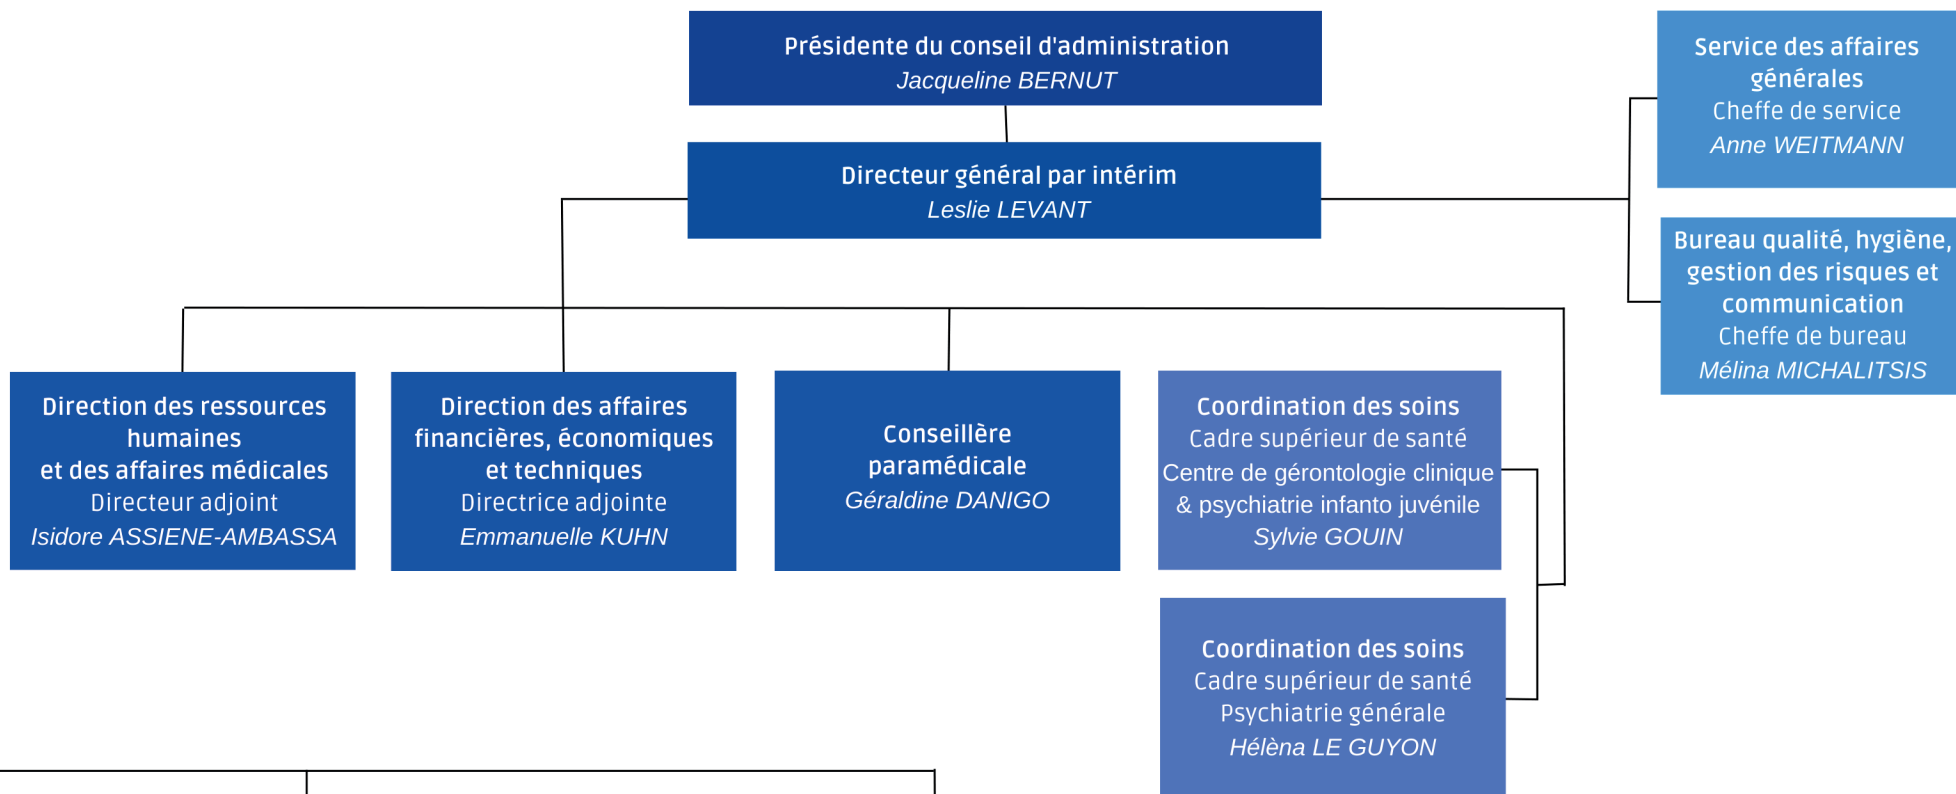 Présidente du conseil d'administration
Jacqueline BERNUT
Directeur général par intérim
Leslie LEVANT
Service des affaires
générales
Cheffe de service
Anne WEITMANN
Bureau qualité, hygiène,
gestion des risques et
communication
Cheffe de bureau
Mélina MICHALITSIS
Direction des ressources
humaines
et des affaires médicales
Directeur adjoint
Isidore ASSIENE-AMBASSA
Direction des affaires
financières, économiques
et techniques
Directrice adjointe
Emmanuelle KUHN
Conseillère
paramédicale
Géraldine DANIGO
Coordination des soins
Cadre supérieur de santé
Centre de gérontologie clinique
& psychiatrie infanto juvénile
Sylvie GOUIN
Coordination des soins
Cadre supérieur de santé
Psychiatrie générale
Hélèna LE GUYON